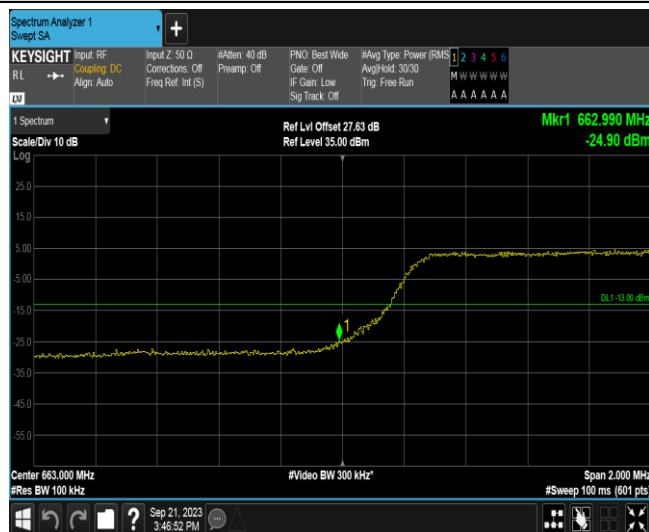 Spectrum Analyzer 1
Swept SA
+
KEYSIGHT
RL
LXI
Input: RF
Coupling: DC
Align: Auto
Input Z: 50 Ω
Corrections: Off
Freq Ref: Int (S)
#Atten: 40 dB
Preamp: Off
PNO: Best Wide
Gate: Off
IF Gain: Low
Sig Track: Off
#Avg Type: Power (RMS
Avg|Hold: 30/30
Trig: Free Run
1 2 3 4 5 6
M W W W W W
A A A A A A
1 Spectrum
Scale/Div 10 dB
Log
Ref Lvl Offset 27.63 dB
Ref Level 35.00 dBm
Mkr1 662.990 MHz
-24.90 dBm
25.0
15.0
5.00
-5.00
DL1 -13.00 dBm
-15.0
1
-25.0
-35.0
-45.0
-55.0
Center 663.000 MHz
#Res BW 100 kHz
#Video BW 300 kHz*
Span 2.000 MHz
#Sweep 100 ms (601 pts)
?
Sep 21, 2023
3:46:52 PM